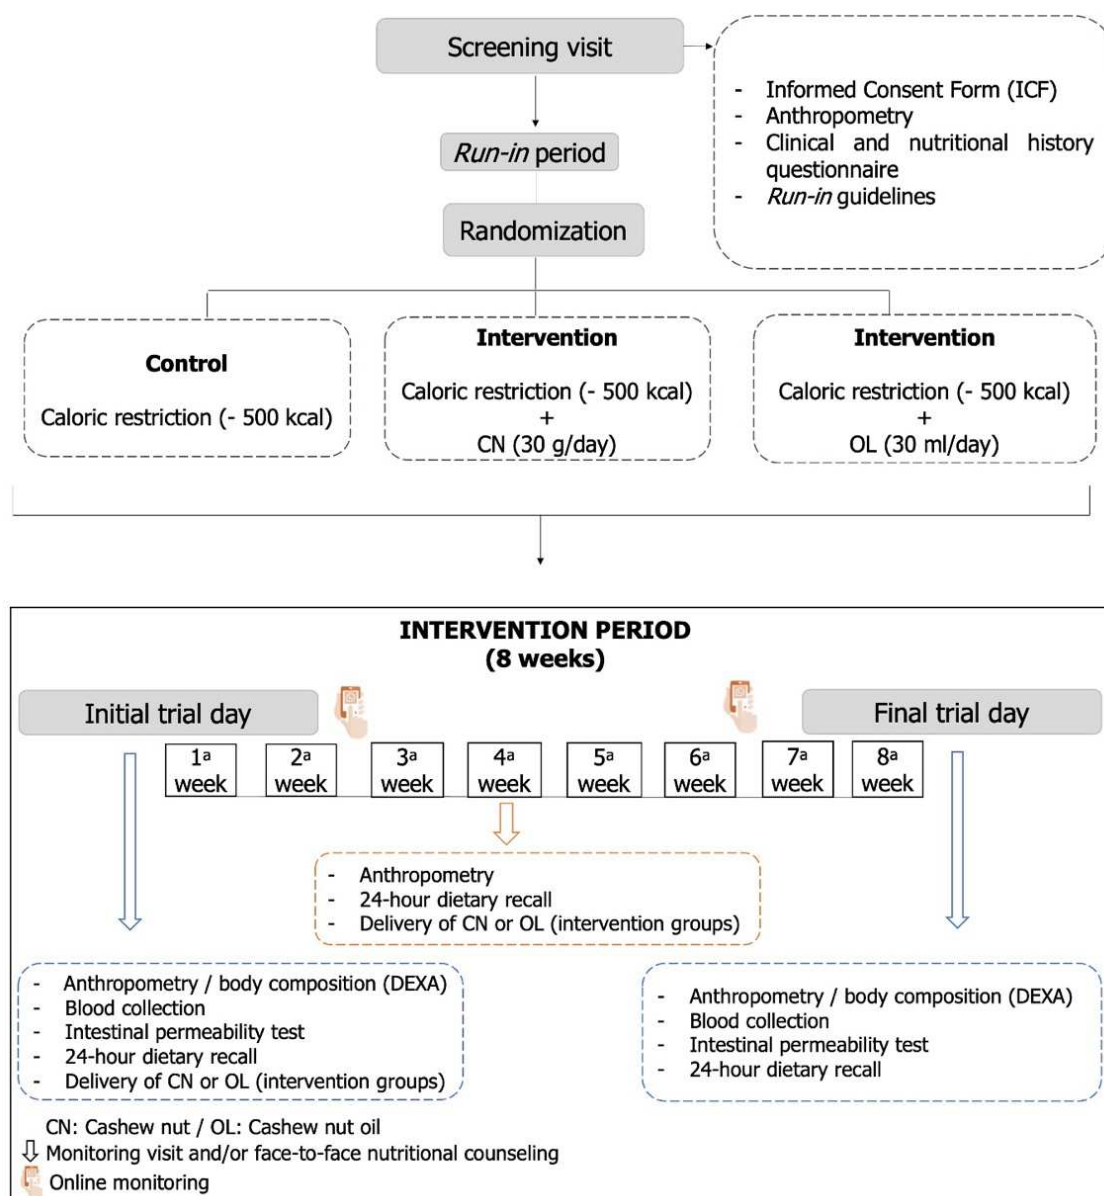 Screening visit
- Informed Consent Form (ICF)
- Anthropometry
- Clinical and nutritional history
questionnaire
- Run-in guidelines
Run-in period
Randomization
Control
Caloric restriction (- 500 kcal)
Intervention
Caloric restriction (- 500 kcal)
+
CN (30 g/day)
Intervention
Caloric restriction (- 500 kcal)
+
OL (30 ml/day)
INTERVENTION PERIOD
(8 weeks)
Initial trial day
Final trial day
1ª
week
2ª
week
3ª
week
4ª
week
5ª
week
6ª
week
7ª
week
8ª
week
- Anthropometry
- 24-hour dietary recall
- Delivery of CN or OL (intervention groups)
- Anthropometry / body composition (DEXA)
- Blood collection
- Intestinal permeability test
- 24-hour dietary recall
- Delivery of CN or OL (intervention groups)
- Anthropometry / body composition (DEXA)
- Blood collection
- Intestinal permeability test
- 24-hour dietary recall
CN: Cashew nut / OL: Cashew nut oil
Monitoring visit and/or face-to-face nutritional counseling
Online monitoring